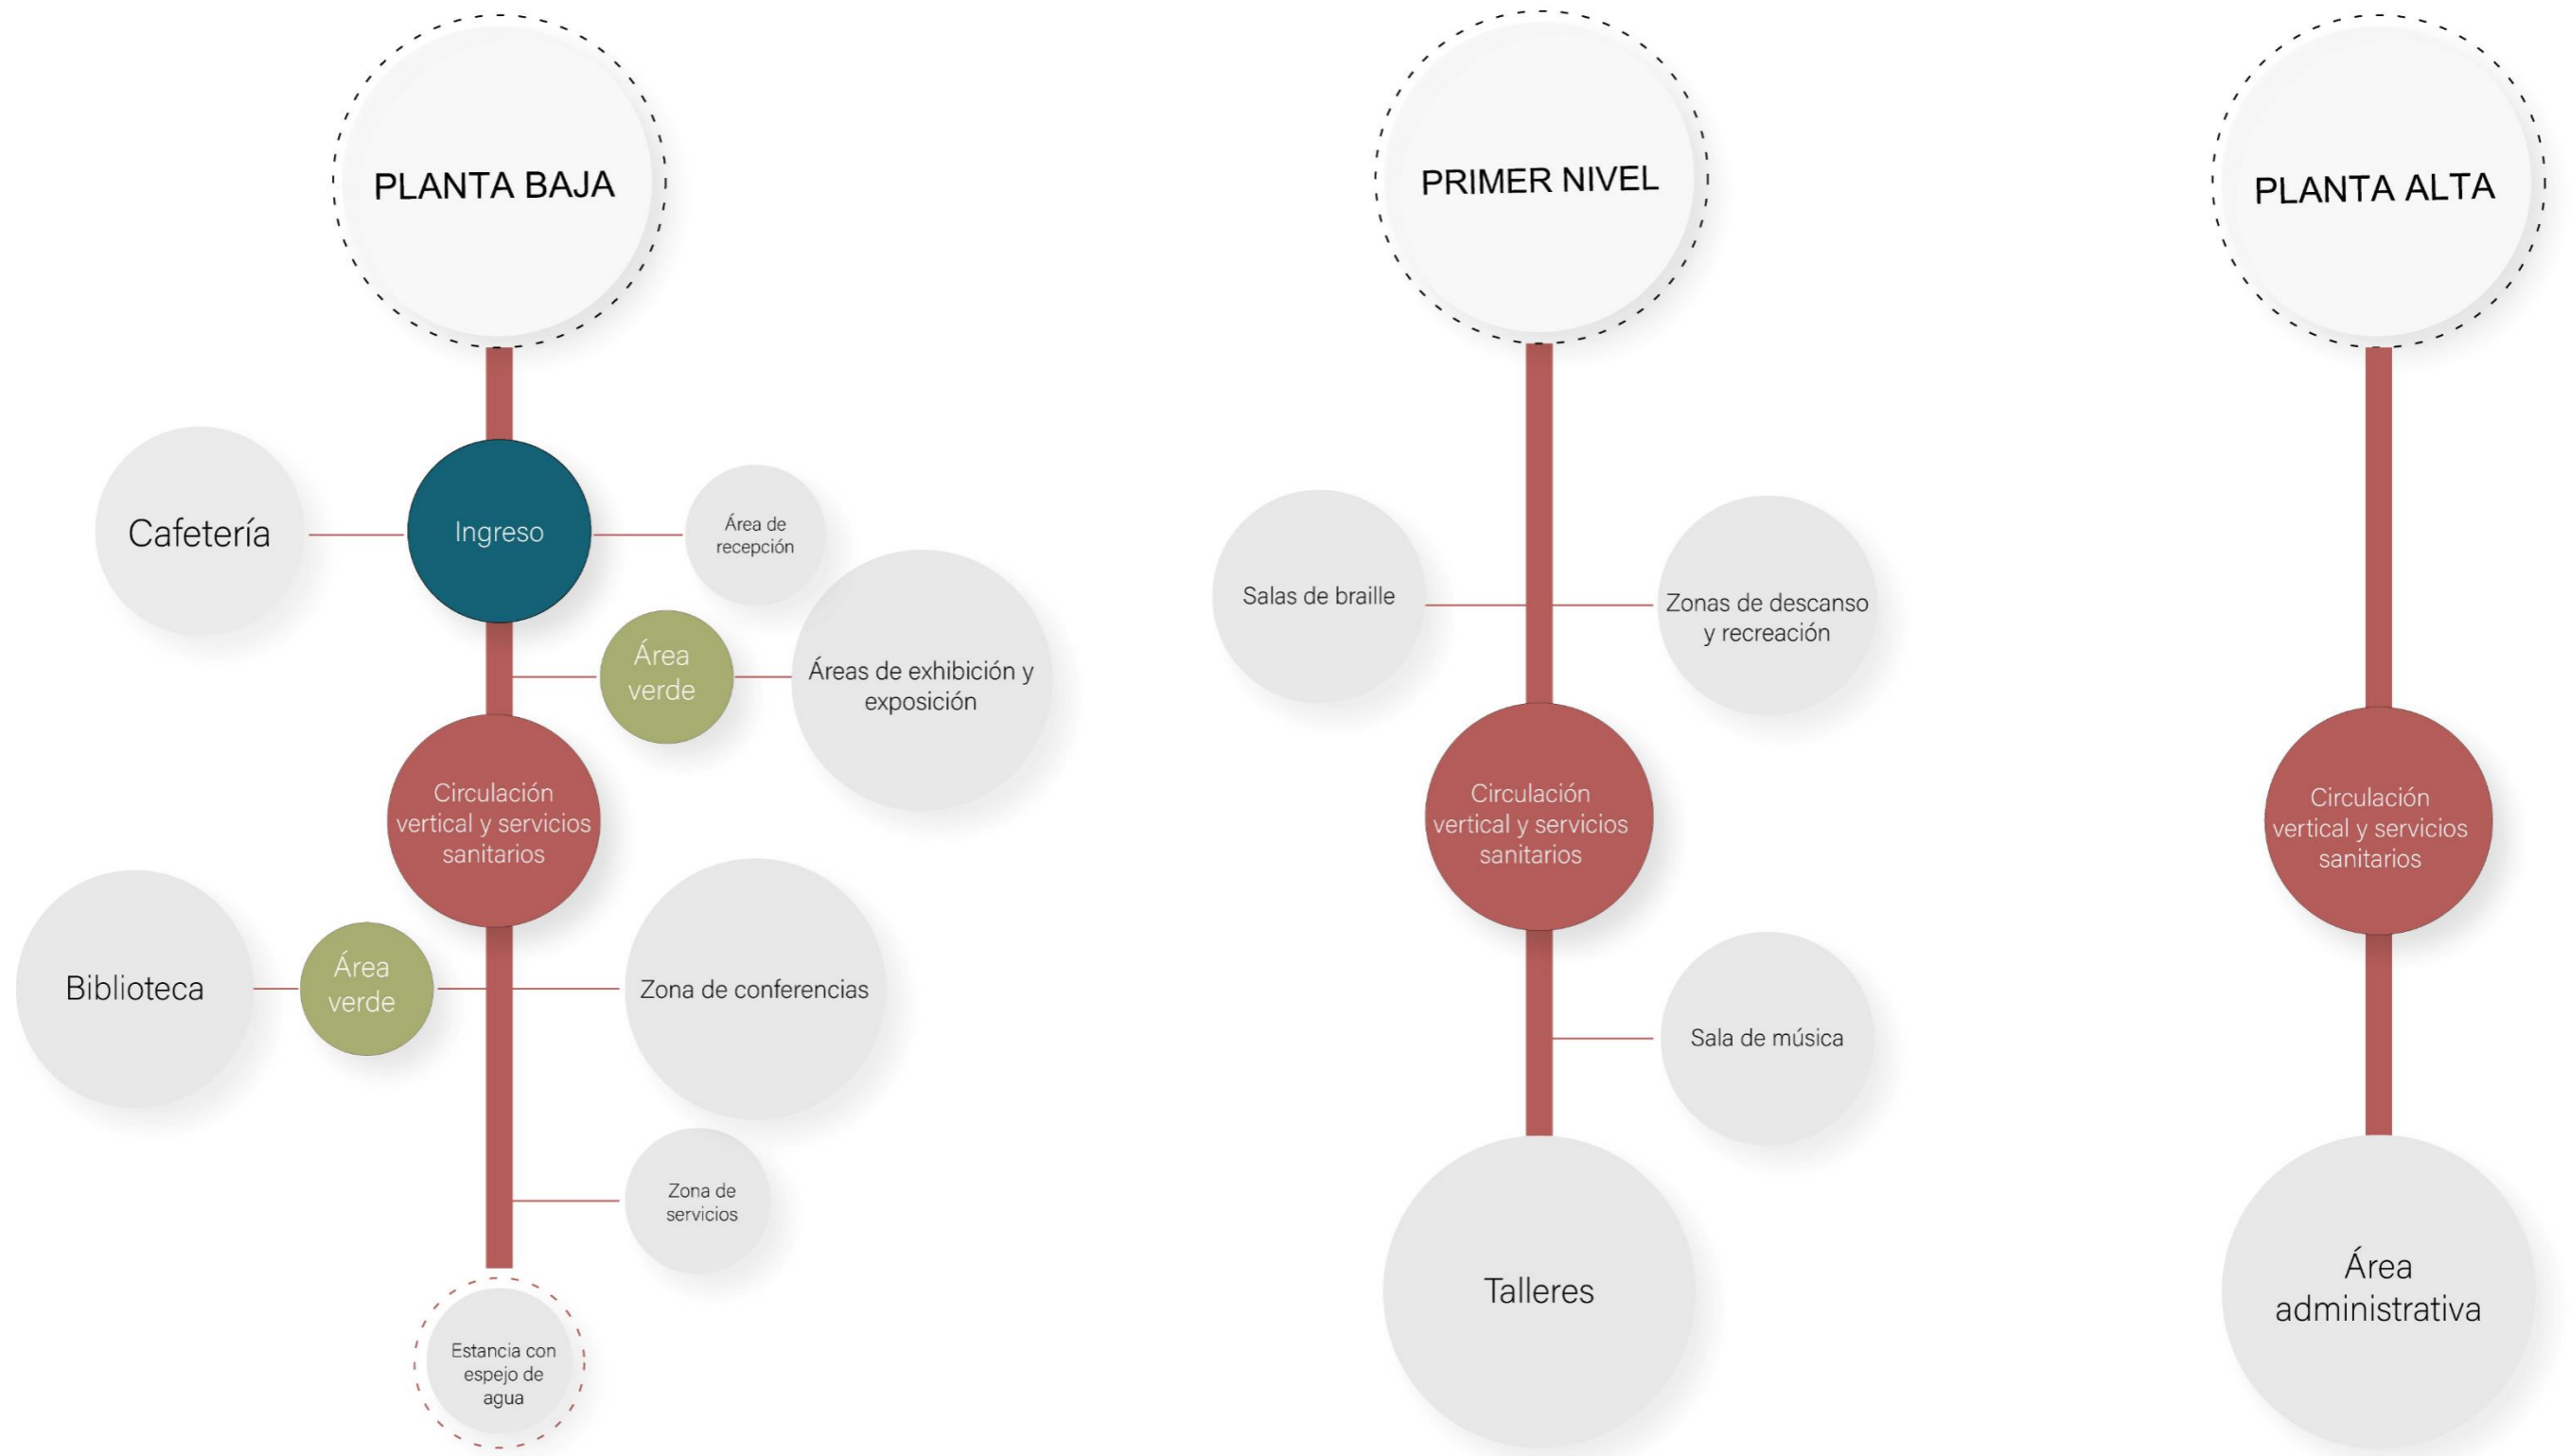 PLANTA BAJA
Cafetería
Ingreso
Área de
recepción
Área
verde
Áreas de exhibición y
exposición
Circulación
vertical y servicios
sanitarios
Biblioteca
Área
verde
Zona de conferencias
Zona de
servicios
Estancia con
espejo de
agua
PRIMER NIVEL
Salas de braille
Zonas de descanso
y recreación
Circulación
vertical y servicios
sanitarios
Sala de música
Talleres
PLANTA ALTA
Circulación
vertical y servicios
sanitarios
Área
administrativa